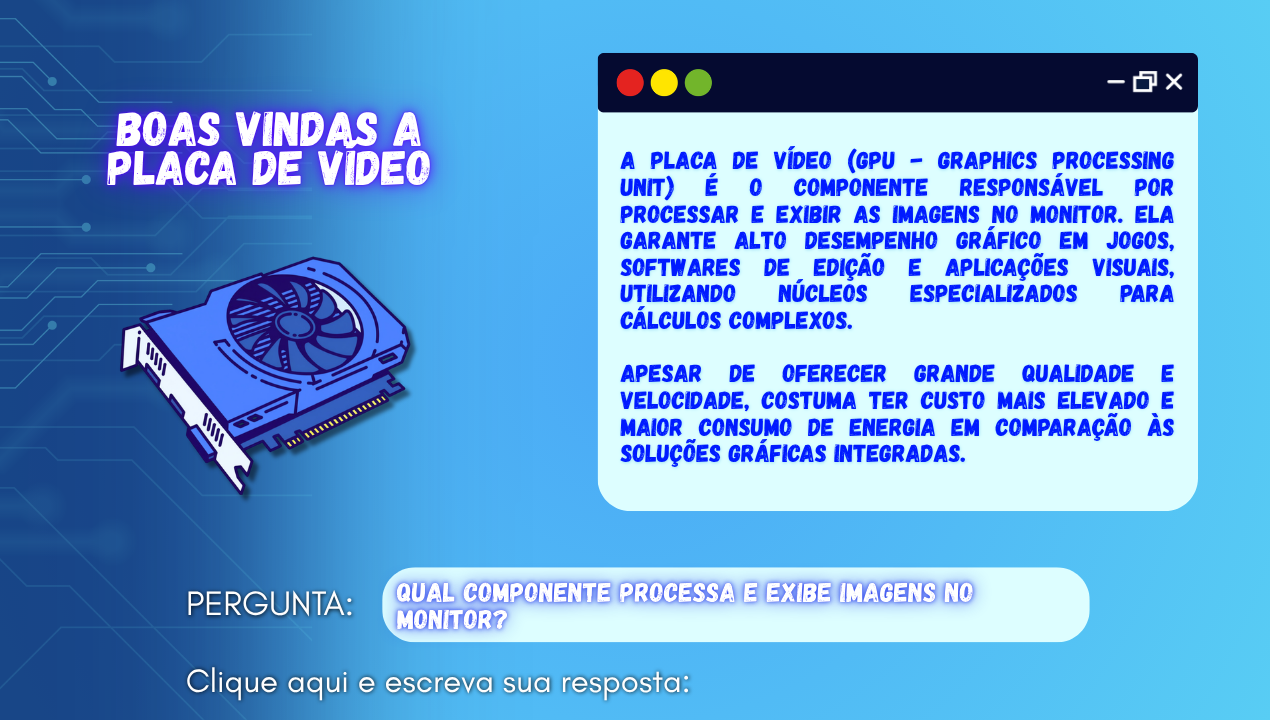 BOAS VINDAS A
PLACA DE VÍDEO
A PLACA DE VÍDEO (GPU – GRAPHICS PROCESSING
UNIT) É O COMPONENTE RESPONSÁVEL POR
PROCESSAR E EXIBIR AS IMAGENS NO MONITOR. ELA
GARANTE ALTO DESEMPENHO GRÁFICO EM JOGOS,
SOFTWARES DE EDIÇÃO E APLICAÇÕES VISUAIS,
UTILIZANDO NÚCLEOS ESPECIALIZADOS PARA
CÁLCULOS COMPLEXOS.
APESAR DE OFERECER GRANDE QUALIDADE E
VELOCIDADE, COSTUMA TER CUSTO MAIS ELEVADO E
MAIOR CONSUMO DE ENERGIA EM COMPARAÇÃO ÀS
SOLUÇÕES GRÁFICAS INTEGRADAS.
PERGUNTA:
QUAL COMPONENTE PROCESSA E EXIBE IMAGENS NO
MONITOR?
Clique aqui e escreva sua resposta: